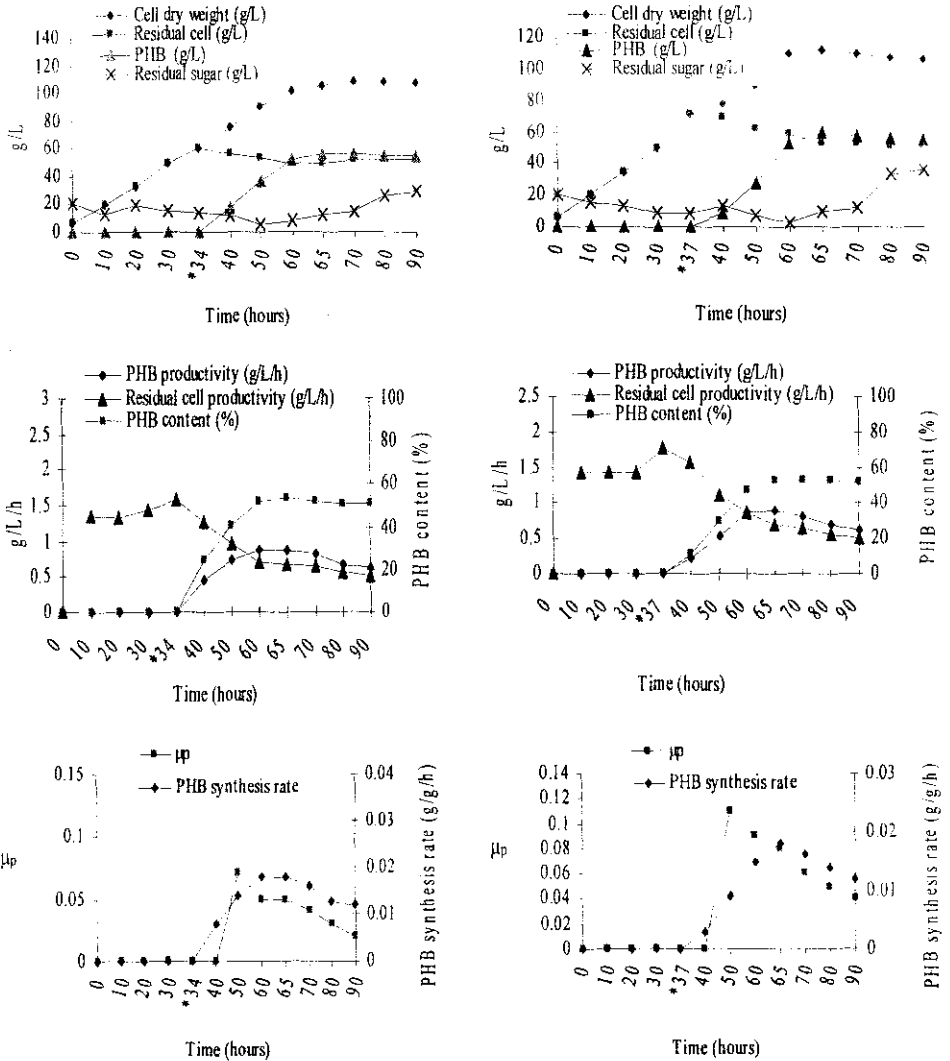 Cell dry weight (g/L)
Residual cell (g/L)
PHB (g/L)
Residual sugar (g/L)
140
120
100
80
60
40
20
0
g/L
0 10 20 30 *34 40 50 60 65 70 80 90
Time (hours)
Cell dry weight (g/L)
Residual cell (g/L)
PHB (g/L)
Residual sugar (g/L)
120
100
80
60
40
20
0
g/L
0 10 20 30 *37 40 50 60 65 70 80 90
Time (hours)
PHB productivity (g/L/h)
Residual cell productivity (g/L/h)
PHB content (%)
3
2.5
2
1.5
1
0.5
0
g/L/h
100
80
60
40
20
0
PHB content (%)
0 10 20 30 *34 40 50 60 65 70 80 90
Time (hours)
PHB productivity (g/L/h)
Residual cell productivity (g/L/h)
PHB content (%)
2.5
2
1.5
1
0.5
0
g/L/h
100
80
60
40
20
0
PHB content (%)
0 10 20 30 *37 40 50 60 65 70 80 90
Time (hours)
μp
PHB synthesis rate
0.15
0.1
0.05
0
μp
0.04
0.03
0.02
0.01
0
PHB synthesis rate (g/g/h)
0 10 20 30 *34 40 50 60 65 70 80 90
Time (hours)
μp
PHB synthesis rate
0.14
0.12
0.1
0.08
0.06
0.04
0.02
0
μp
0.03
0.02
0.01
0
PHB synthesis rate (g/g/h)
0 10 20 30 *37 40 50 60 65 70 80 90
Time (hours)